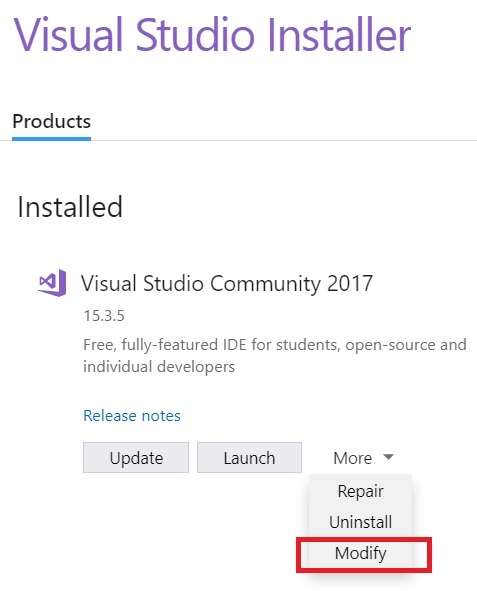 Visual Studio Installer
Products
Installed
Visual Studio Community 2017
15.3.5
Free, fully-featured IDE for students, open-source and
individual developers
Release notes
Update Launch More
Repair
Uninstall
Modify